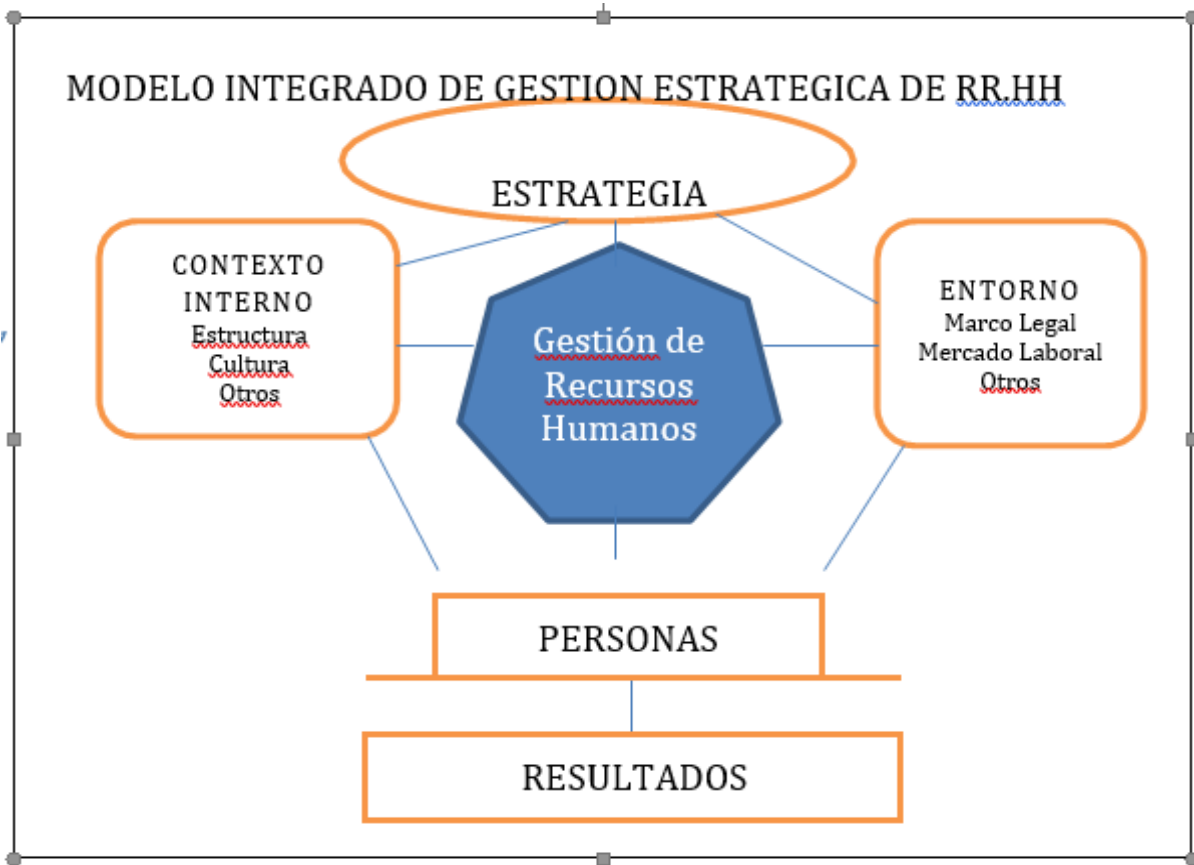 MODELO INTEGRADO DE GESTION ESTRATEGICA DE RR.HH
ESTRATEGIA
CONTEXTO
INTERNO
Estructura
Cultura
Otros
Gestión de
Recursos
Humanos
ENTORNO
Marco Legal
Mercado Laboral
Otros
PERSONAS
RESULTADOS